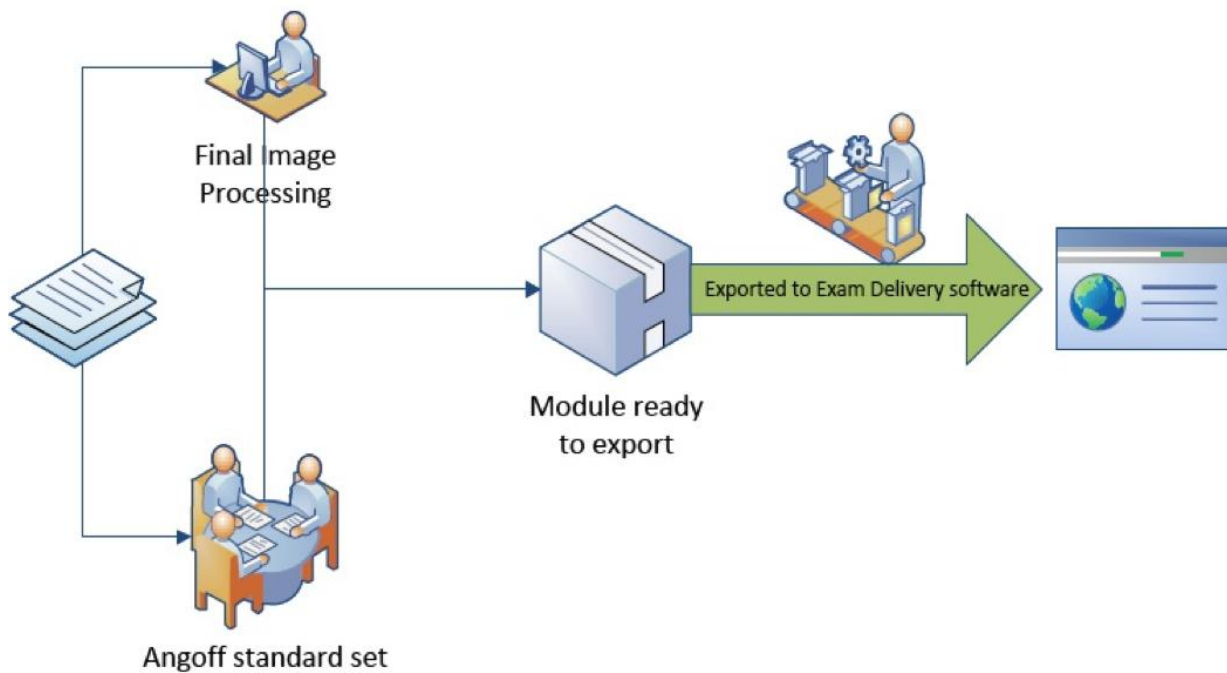 Final Image
Processing
Exported to Exam Delivery software
Module ready
to export
Angoff standard set